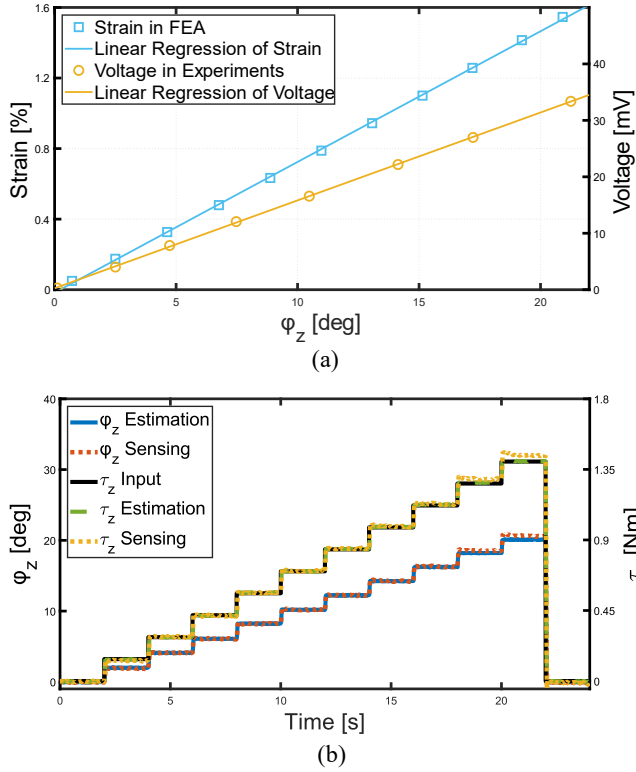 Strain in FEA
Linear Regression of Strain
Voltage in Experiments
Linear Regression of Voltage
1.6
1.2
0.8
0.4
0
Strain [%]
40
30
20
10
0
Voltage [mV]
0 5 10 15 20
φz [deg]
(a)
φz Estimation
φz Sensing
τz Input
τz Estimation
τz Sensing
40
30
20
10
0
φz [deg]
1.8
1.35
0.9
0.45
0
τ [Nm]
0 5 10 15 20
Time [s]
(b)